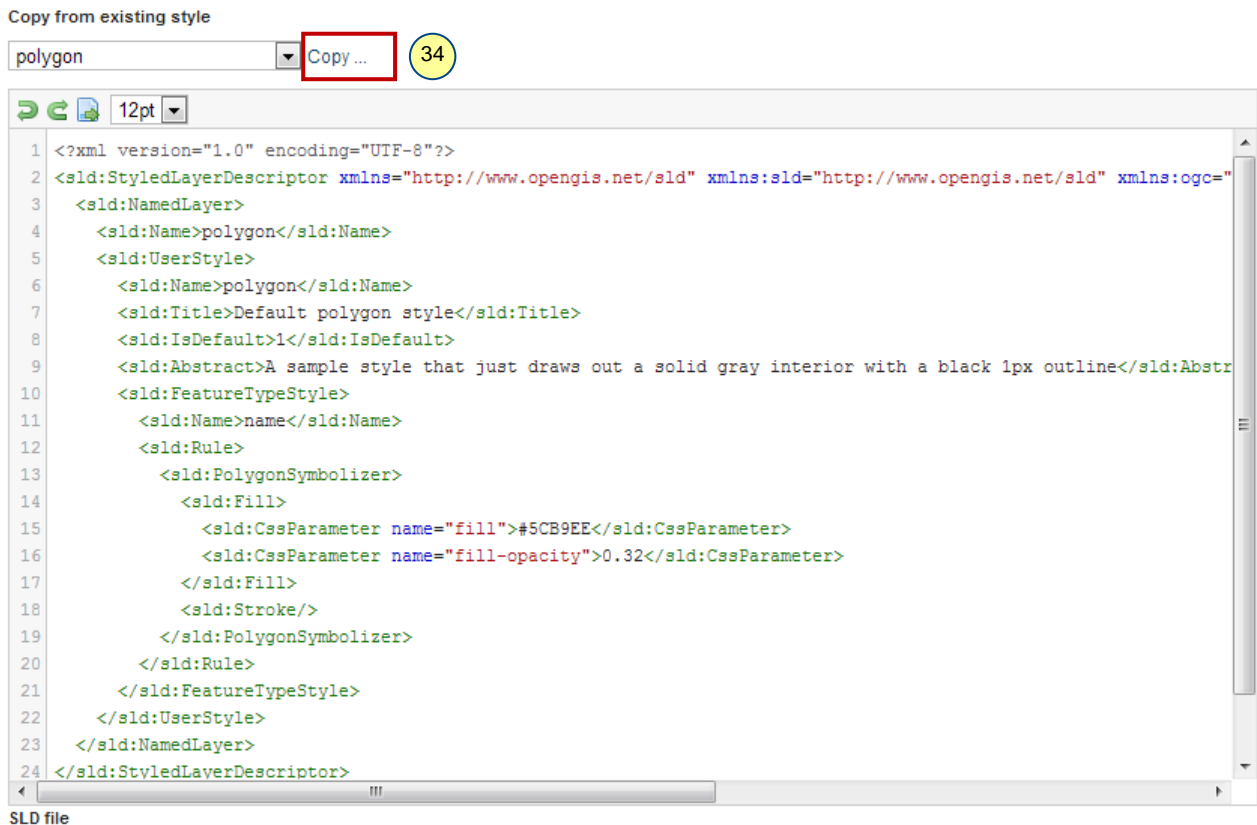 Copy from existing style
polygon Copy ... 34
12pt
1 <?xml version="1.0" encoding="UTF-8"?>
2 <sld:StyledLayerDescriptor xmlns="http://www.opengis.net/sld" xmlns:sld="http://www.opengis.net/sld" xmlns:ogc="
3 <sld:NamedLayer>
4 <sld:Name>polygon</sld:Name>
5 <sld:UserStyle>
6 <sld:Name>polygon</sld:Name>
7 <sld:Title>Default polygon style</sld:Title>
8 <sld:IsDefault>1</sld:IsDefault>
9 <sld:Abstract>A sample style that just draws out a solid gray interior with a black 1px outline</sld:Abstr
10 <sld:FeatureTypeStyle>
11 <sld:Name>name</sld:Name>
12 <sld:Rule>
13 <sld:PolygonSymbolizer>
14 <sld:Fill>
15 <sld:CssParameter name="fill">#5CB9EE</sld:CssParameter>
16 <sld:CssParameter name="fill-opacity">0.32</sld:CssParameter>
17 </sld:Fill>
18 <sld:Stroke/>
19 </sld:PolygonSymbolizer>
20 </sld:Rule>
21 </sld:FeatureTypeStyle>
22 </sld:UserStyle>
23 </sld:NamedLayer>
24 </sld:StyledLayerDescriptor>
SLD file